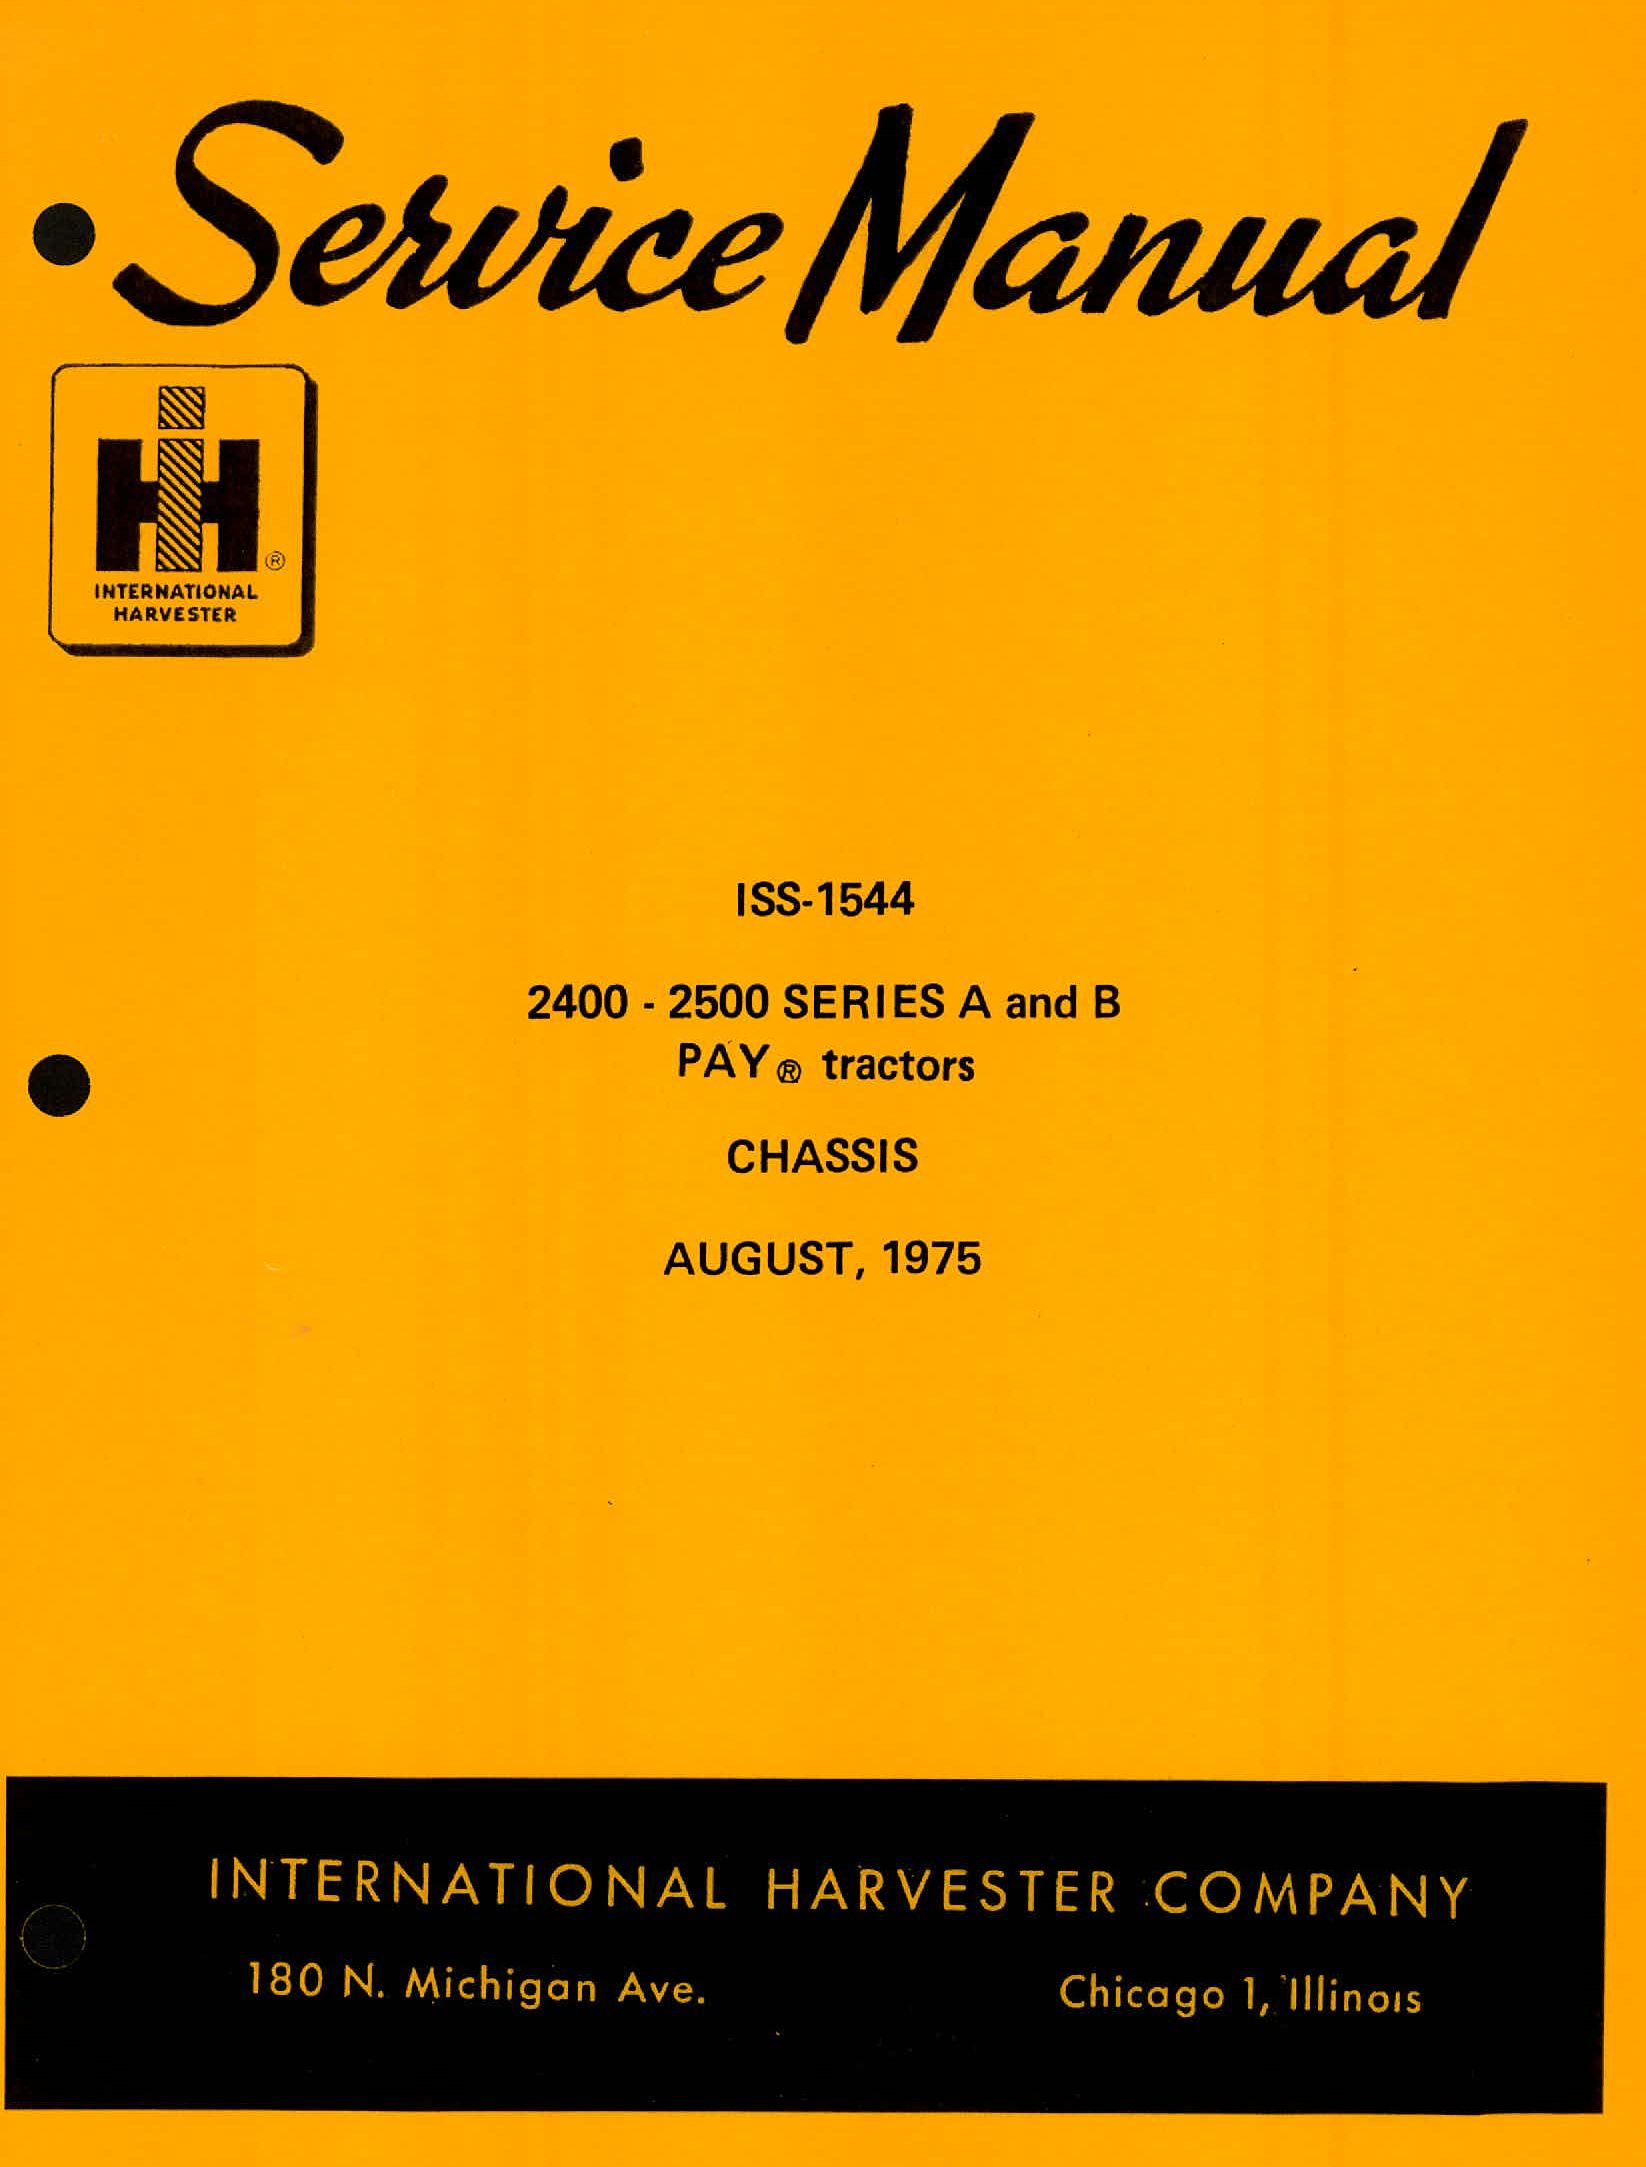 Service Manual
IH ®
INTERNATIONAL
HARVESTER
ISS-1544
2400 - 2500 SERIES A and B
PAY® tractors
CHASSIS
AUGUST, 1975
INTERNATIONAL HARVESTER COMPANY
180 N. Michigan Ave. Chicago 1, Illinois